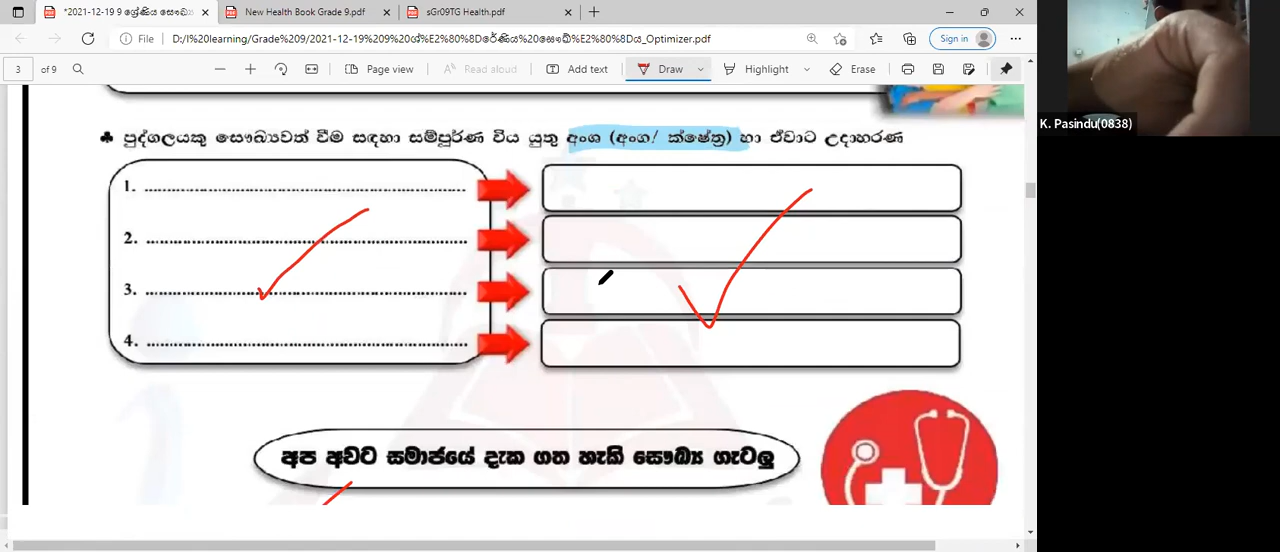 *2021-12-19 9 ශ්‍රේණිය සෞඛ්‍ය
New Health Book Grade 9.pdf
sGr09TG Health.pdf
File
D:/I%20learning/Grade%209/2021-12-19%209%20ශ්%E2%80%8Dරේණිය%20සෞඛ්%E2%80%8Dය_Optimizer.pdf
Sign in
3 of 9
Page view
Read aloud
Add text
Draw
Highlight
Erase
K. Pasindu(0838)
♣ පුද්ගලයකු සෞඛ්‍යවත් වීම සඳහා සම්පූර්ණ විය යුතු අංශ (අංග/ ක්ෂේත්‍ර) හා ඒවාට උදාහරණ
1. ........................................................................
2. ........................................................................
3. ........................................................................
4. ........................................................................
අප අවට සමාජයේ දැක ගත හැකි සෞඛ්‍ය ගැටලු